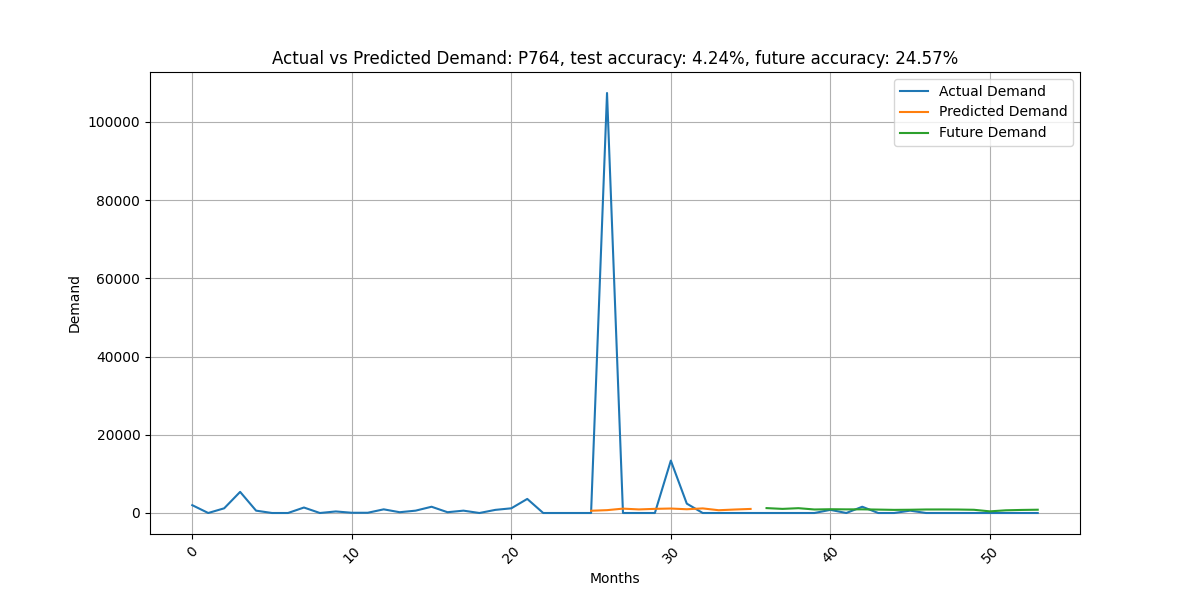 Actual vs Predicted Demand: P764, test accuracy: 4.24%, future accuracy: 24.57%
Actual Demand
Predicted Demand
Future Demand
100000
80000
60000
40000
20000
0
Demand
0
10
20
30
40
50
Months